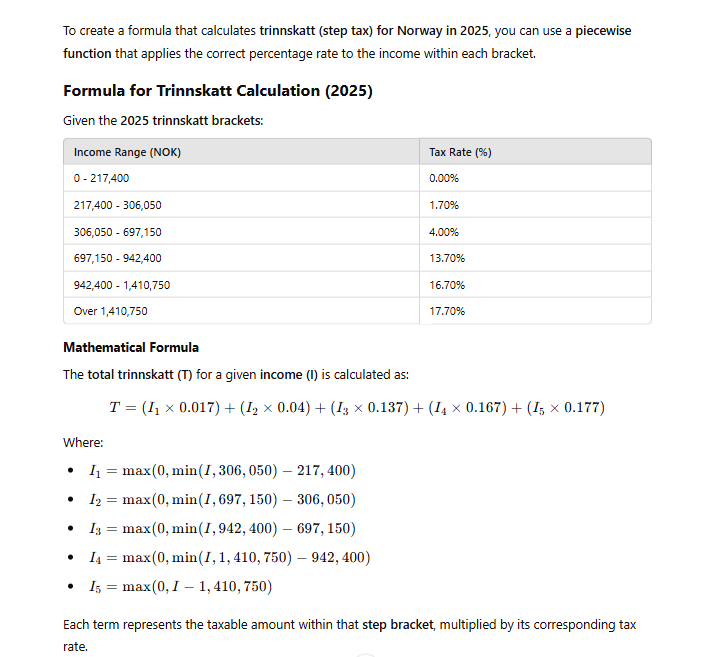 To create a formula that calculates trinnskatt (step tax) for Norway in 2025, you can use a piecewise
function that applies the correct percentage rate to the income within each bracket.
Formula for Trinnskatt Calculation (2025)
Given the 2025 trinnskatt brackets:
Income Range (NOK) Tax Rate (%)
0 - 217,400 0.00%
217,400 - 306,050 1.70%
306,050 - 697,150 4.00%
697,150 - 942,400 13.70%
942,400 - 1,410,750 16.70%
Over 1,410,750 17.70%
Mathematical Formula
The total trinnskatt (T) for a given income (I) is calculated as:
T = (I₁ × 0.017) + (I₂ × 0.04) + (I₃ × 0.137) + (I₄ × 0.167) + (I₅ × 0.177)
Where:
• I₁ = max(0, min(I, 306, 050) − 217, 400)
• I₂ = max(0, min(I, 697, 150) − 306, 050)
• I₃ = max(0, min(I, 942, 400) − 697, 150)
• I₄ = max(0, min(I, 1, 410, 750) − 942, 400)
• I₅ = max(0, I − 1, 410, 750)
Each term represents the taxable amount within that step bracket, multiplied by its corresponding tax
rate.